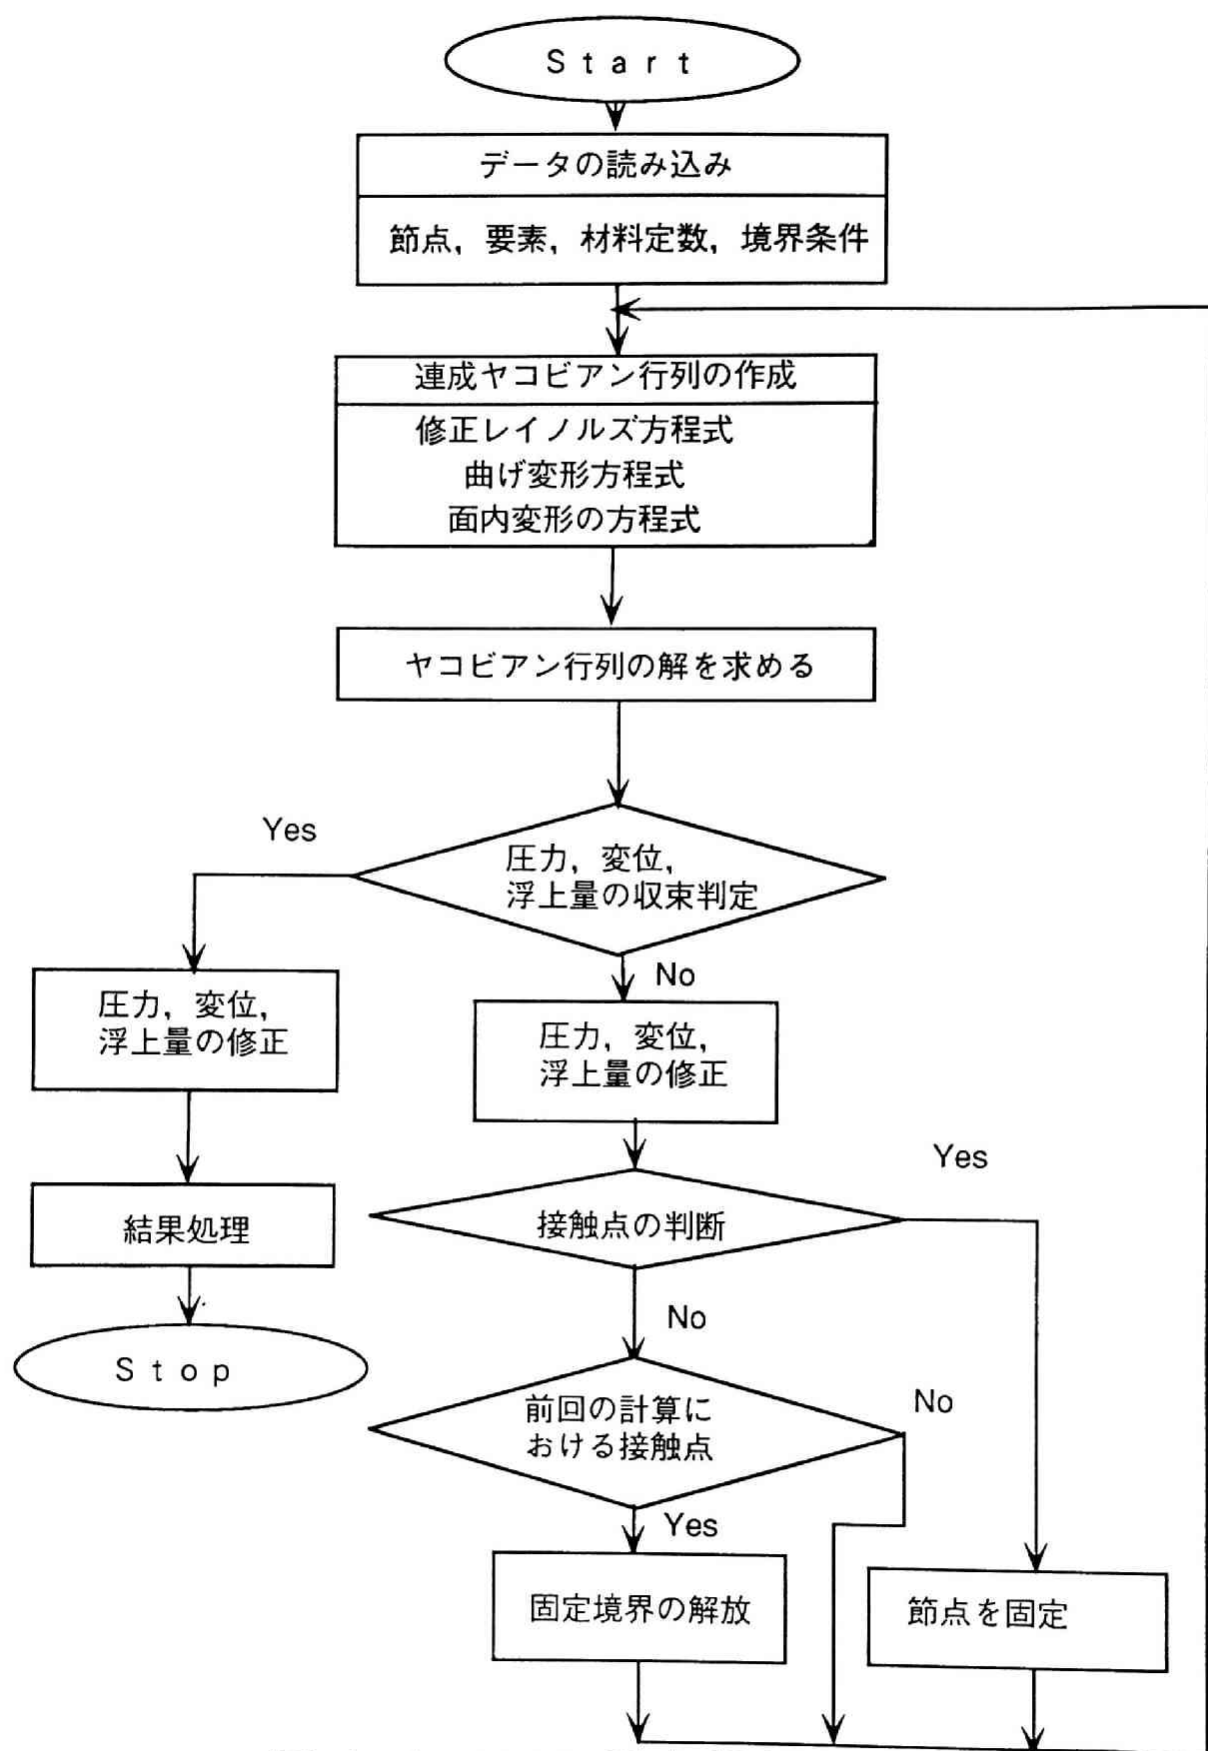 Start
データの読み込み
節点，要素，材料定数，境界条件
連成ヤコビアン行列の作成
修正レイノルズ方程式
曲げ変形方程式
面内変形の方程式
ヤコビアン行列の解を求める
Yes
圧力，変位，
浮上量の収束判定
No
圧力，変位，
浮上量の修正
圧力，変位，
浮上量の修正
Yes
接触点の判断
結果処理
No
Stop
前回の計算に
おける接触点
No
Yes
固定境界の解放
節点を固定